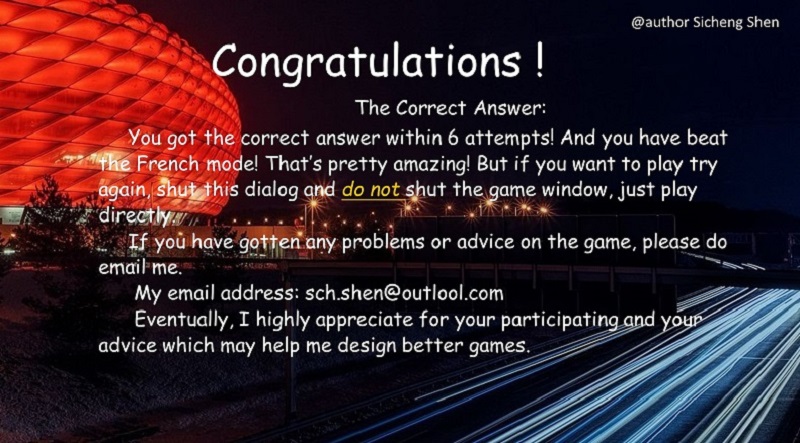 @author Sicheng Shen
Congratulations !
The Correct Answer:
You got the correct answer within 6 attempts! And you have beat
the French mode! That's pretty amazing! But if you want to play try
again, shut this dialog and do not shut the game window, just play
directly.
If you have gotten any problems or advice on the game, please do
email me.
My email address: sch.shen@outlool.com
Eventually, I highly appreciate for your participating and your
advice which may help me design better games.